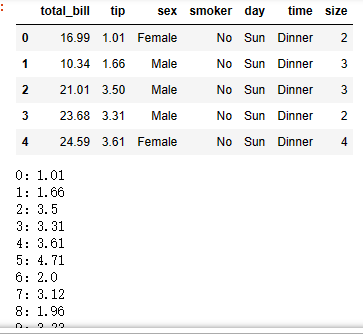 total_bill tip sex smoker day time size
0 16.99 1.01 Female No Sun Dinner 2
1 10.34 1.66 Male No Sun Dinner 3
2 21.01 3.50 Male No Sun Dinner 3
3 23.68 3.31 Male No Sun Dinner 2
4 24.59 3.61 Female No Sun Dinner 4
0: 1.01
1: 1.66
2: 3.5
3: 3.31
4: 3.61
5: 4.71
6: 2.0
7: 3.12
8: 1.96